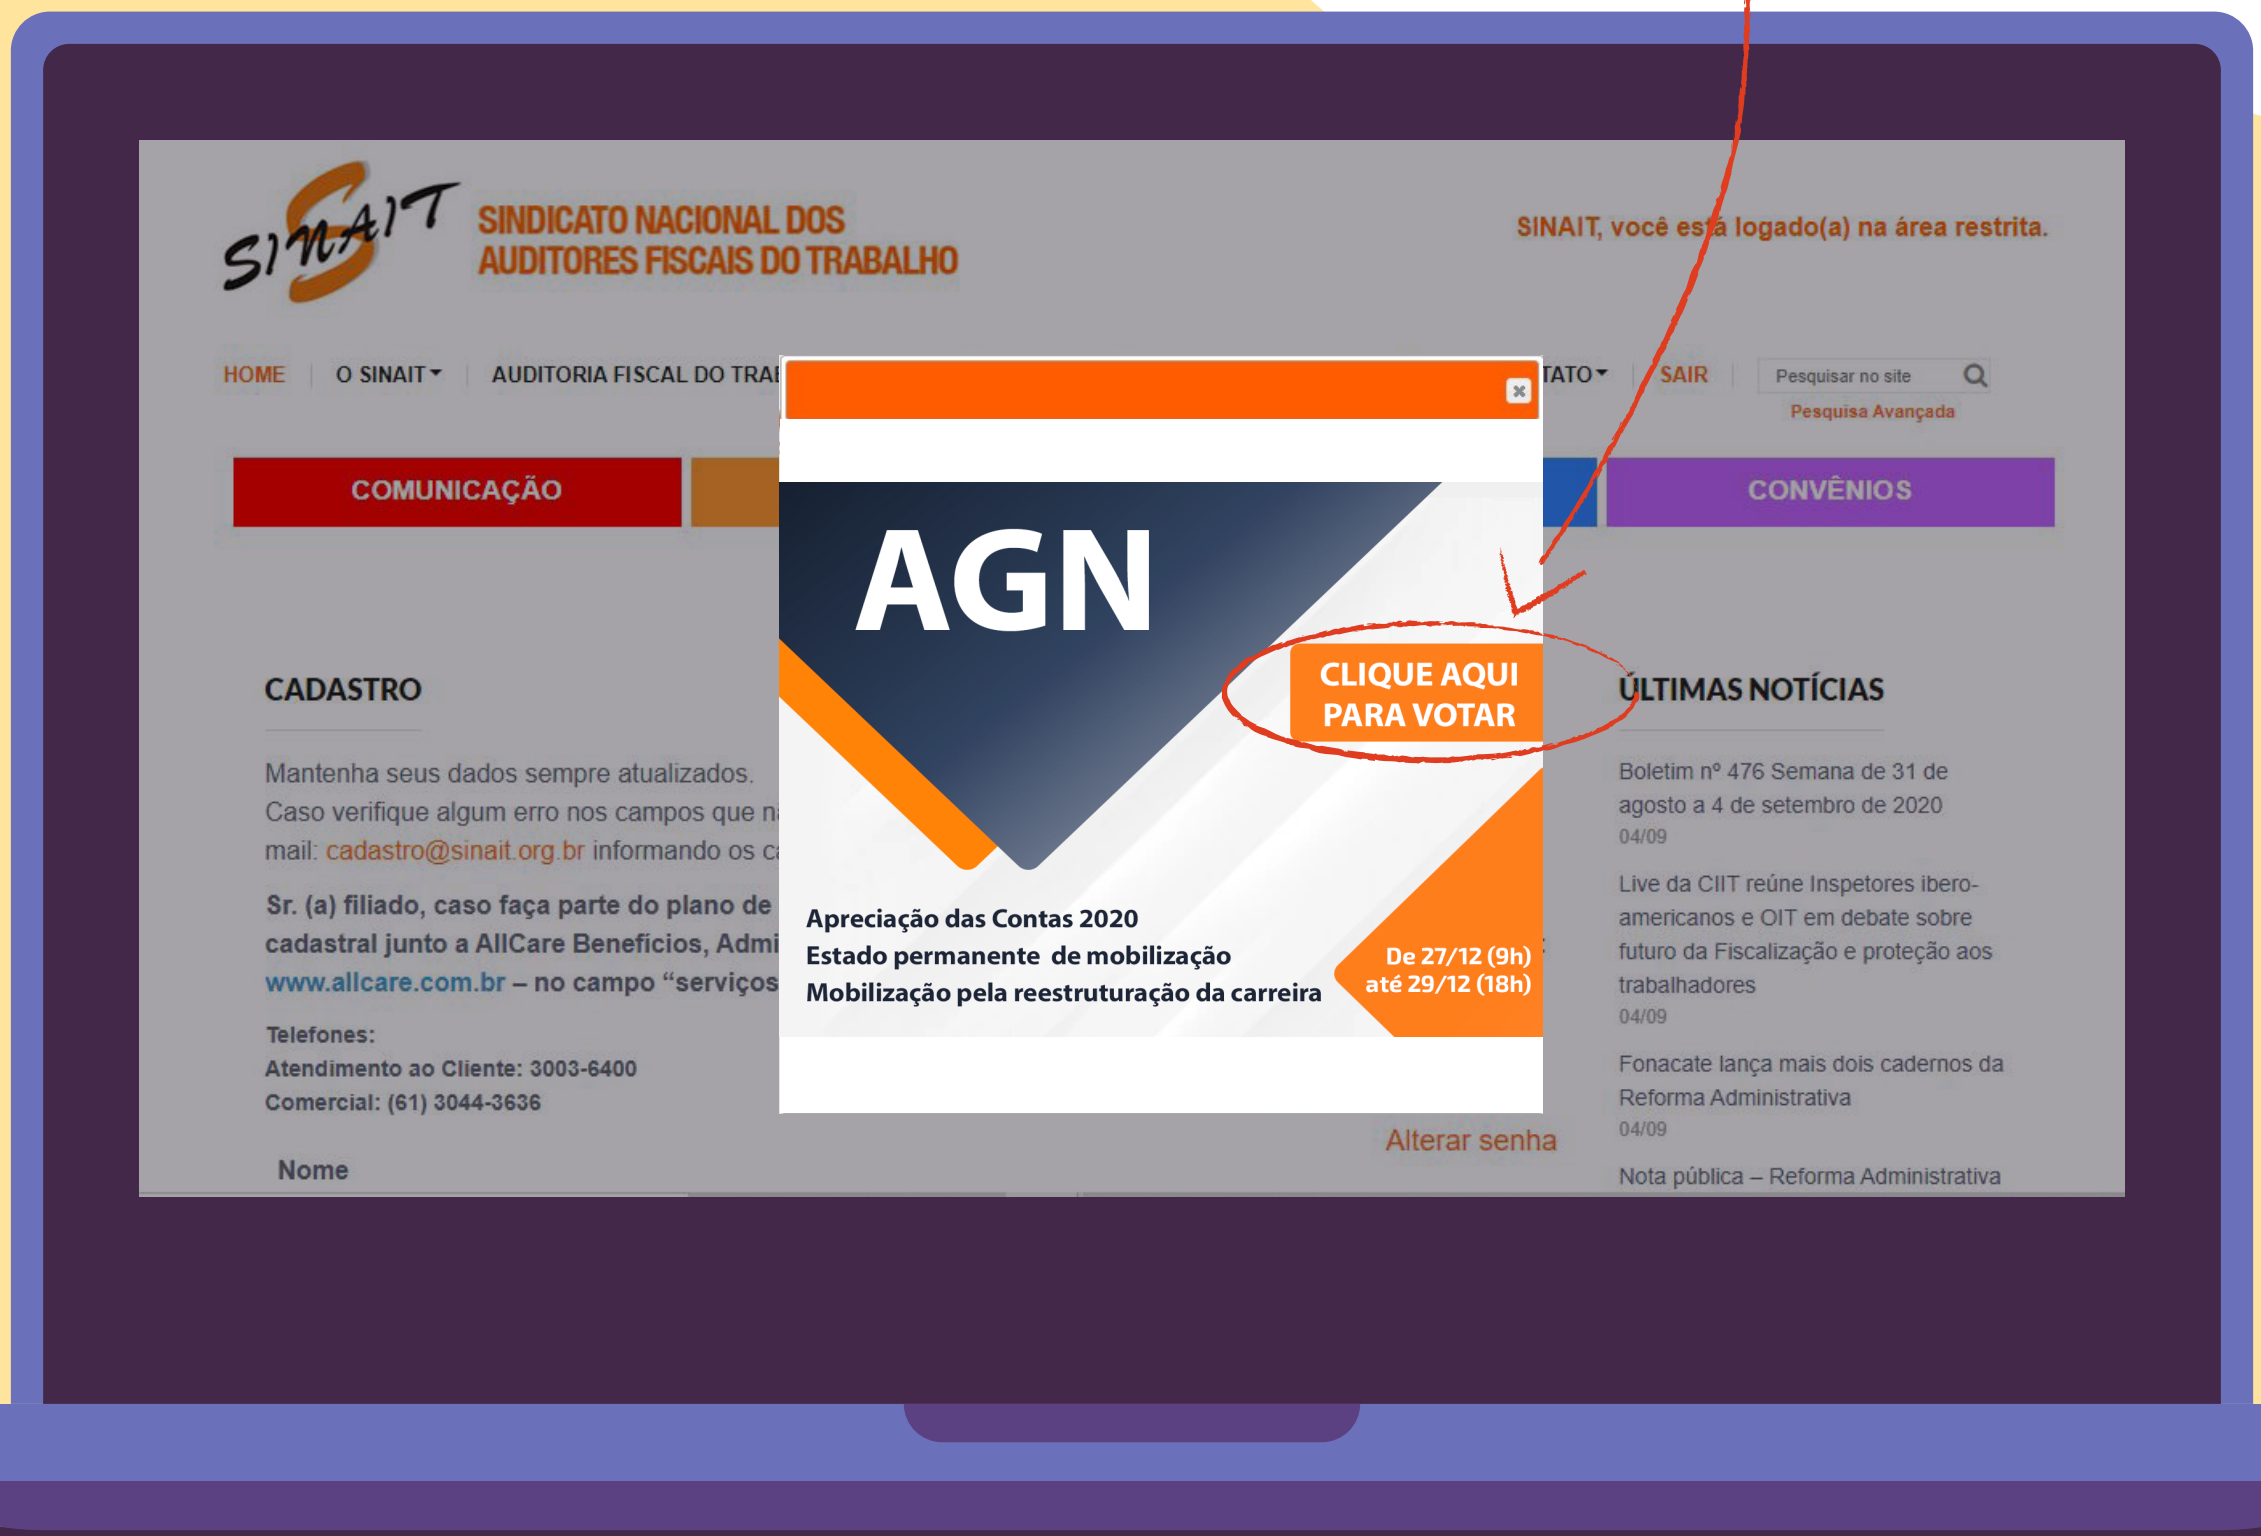 SINAIT
SINDICATO NACIONAL DOS
AUDITORES FISCAIS DO TRABALHO
SINAIT, você está logado(a) na área restrita.
HOME
O SINAIT
AUDITORIA FISCAL DO
SAIR
Pesquisar no site
Pesquisa Avançada
COMUNICAÇÃO
CONVÊNIOS
AGN
CLIQUE AQUI
PARA VOTAR
Apreciação das Contas 2020
Estado permanente de mobilização
Mobilização pela reestruturação da carreira
De 27/12 (9h)
até 29/12 (18h)
CADASTRO
Mantenha seus dados sempre atualizados.
Caso verifique algum erro nos campos que
mail: cadastro@sinait.org.br informando os
Sr. (a) filiado, caso faça parte do plano de
cadastral junto a AllCare Benefícios,
www.allcare.com.br – no campo “serviços
Telefones:
Atendimento ao Cliente: 3003-6400
Comercial: (61) 3044-3636
Nome
Alterar senha
ÚLTIMAS NOTÍCIAS
Boletim nº 476 Semana de 31 de
agosto a 4 de setembro de 2020
04/09
Live da CIIT reúne Inspetores ibero-
americanos e OIT em debate sobre
futuro da Fiscalização e proteção aos
trabalhadores
04/09
Fonacate lança mais dois cadernos da
Reforma Administrativa
04/09
Nota pública – Reforma Administrativa